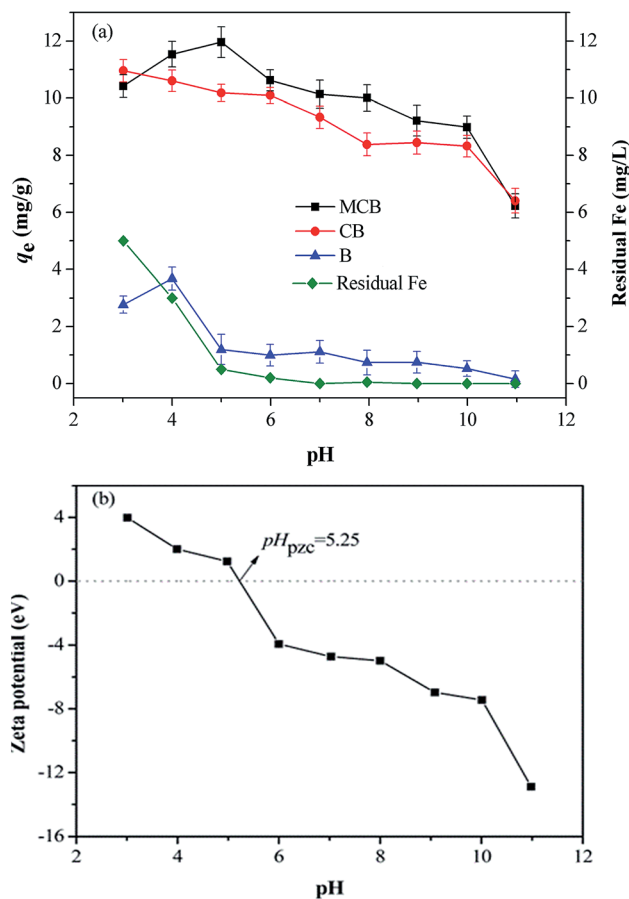 (a)
12
10
8
6
4
2
0
qe (mg/g)
12
10
8
6
4
2
0
Residual Fe (mg/L)
MCB
CB
B
Residual Fe
2 4 6 8 10 12
pH
(b)
4
0
-4
-8
-12
-16
Zeta potential (eV)
pHpzc=5.25
2 4 6 8 10 12
pH